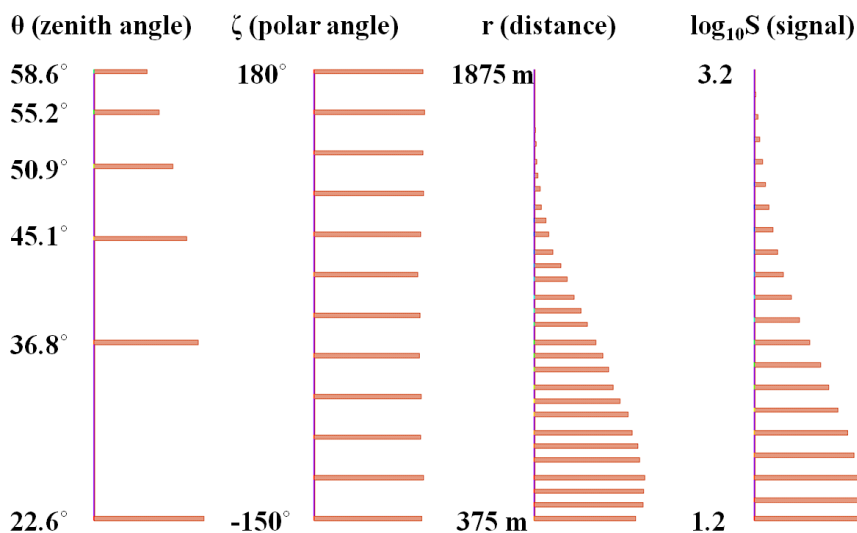 θ (zenith angle) ζ (polar angle) r (distance) log₁₀S (signal)
58.6° 180° 1875 m 3.2
55.2°
50.9°
45.1°
36.8°
22.6° -150° 375 m 1.2